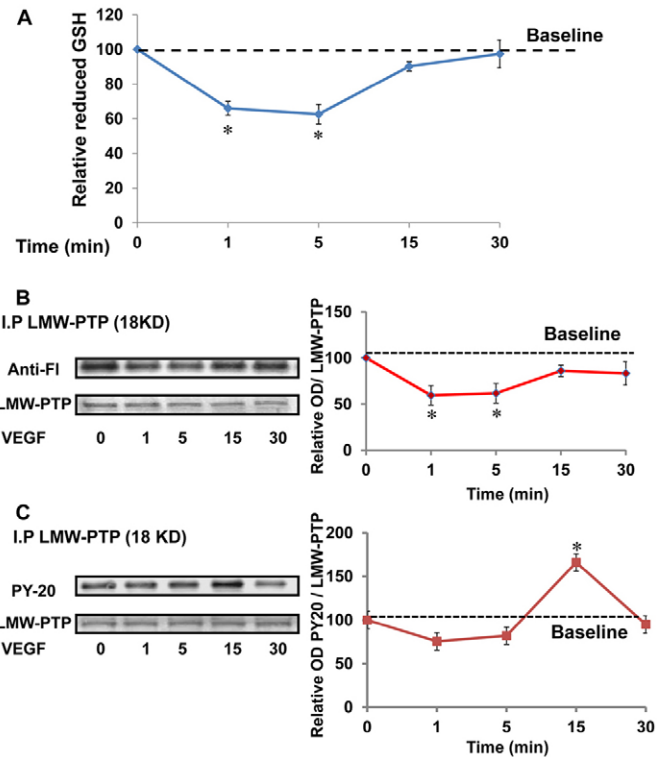 A
Relative reduced GSH
120
100
80
60
40
20
0
Baseline
*
*
0 1 5 15 30
Time (min)
B
I.P LMW-PTP (18KD)
Anti-FI
LMW-PTP
VEGF 0 1 5 15 30
Relative OD/ LMW-PTP
150
100
50
0
Baseline
*
*
0 1 5 15 30
Time (min)
C
I.P LMW-PTP (18 KD)
PY-20
LMW-PTP
VEGF 0 1 5 15 30
Relative OD PY20 / LMW-PTP
200
150
100
50
0
*
Baseline
0 1 5 15 30
Time (min)